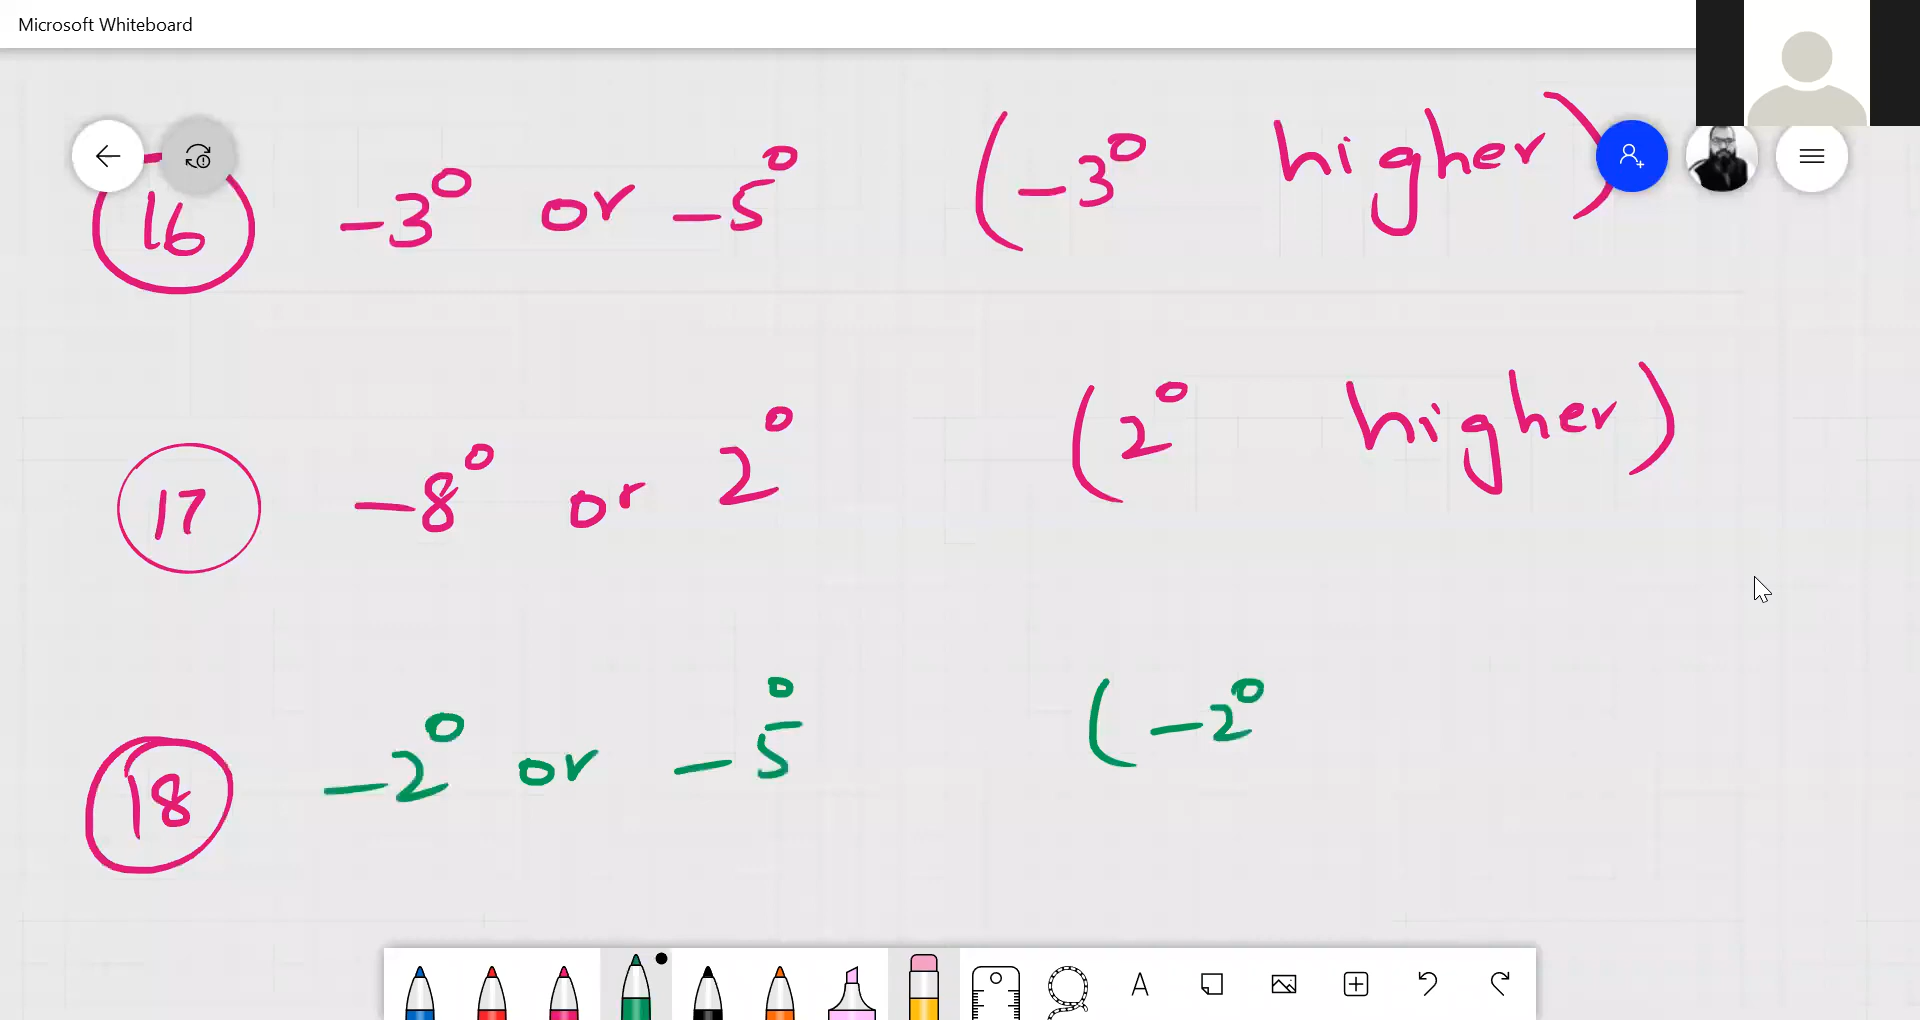 Microsoft Whiteboard
16 -3° or -5° (-3° higher)
17 -8° or 2° (2° higher)
18 -2° or -5° (-2°
A